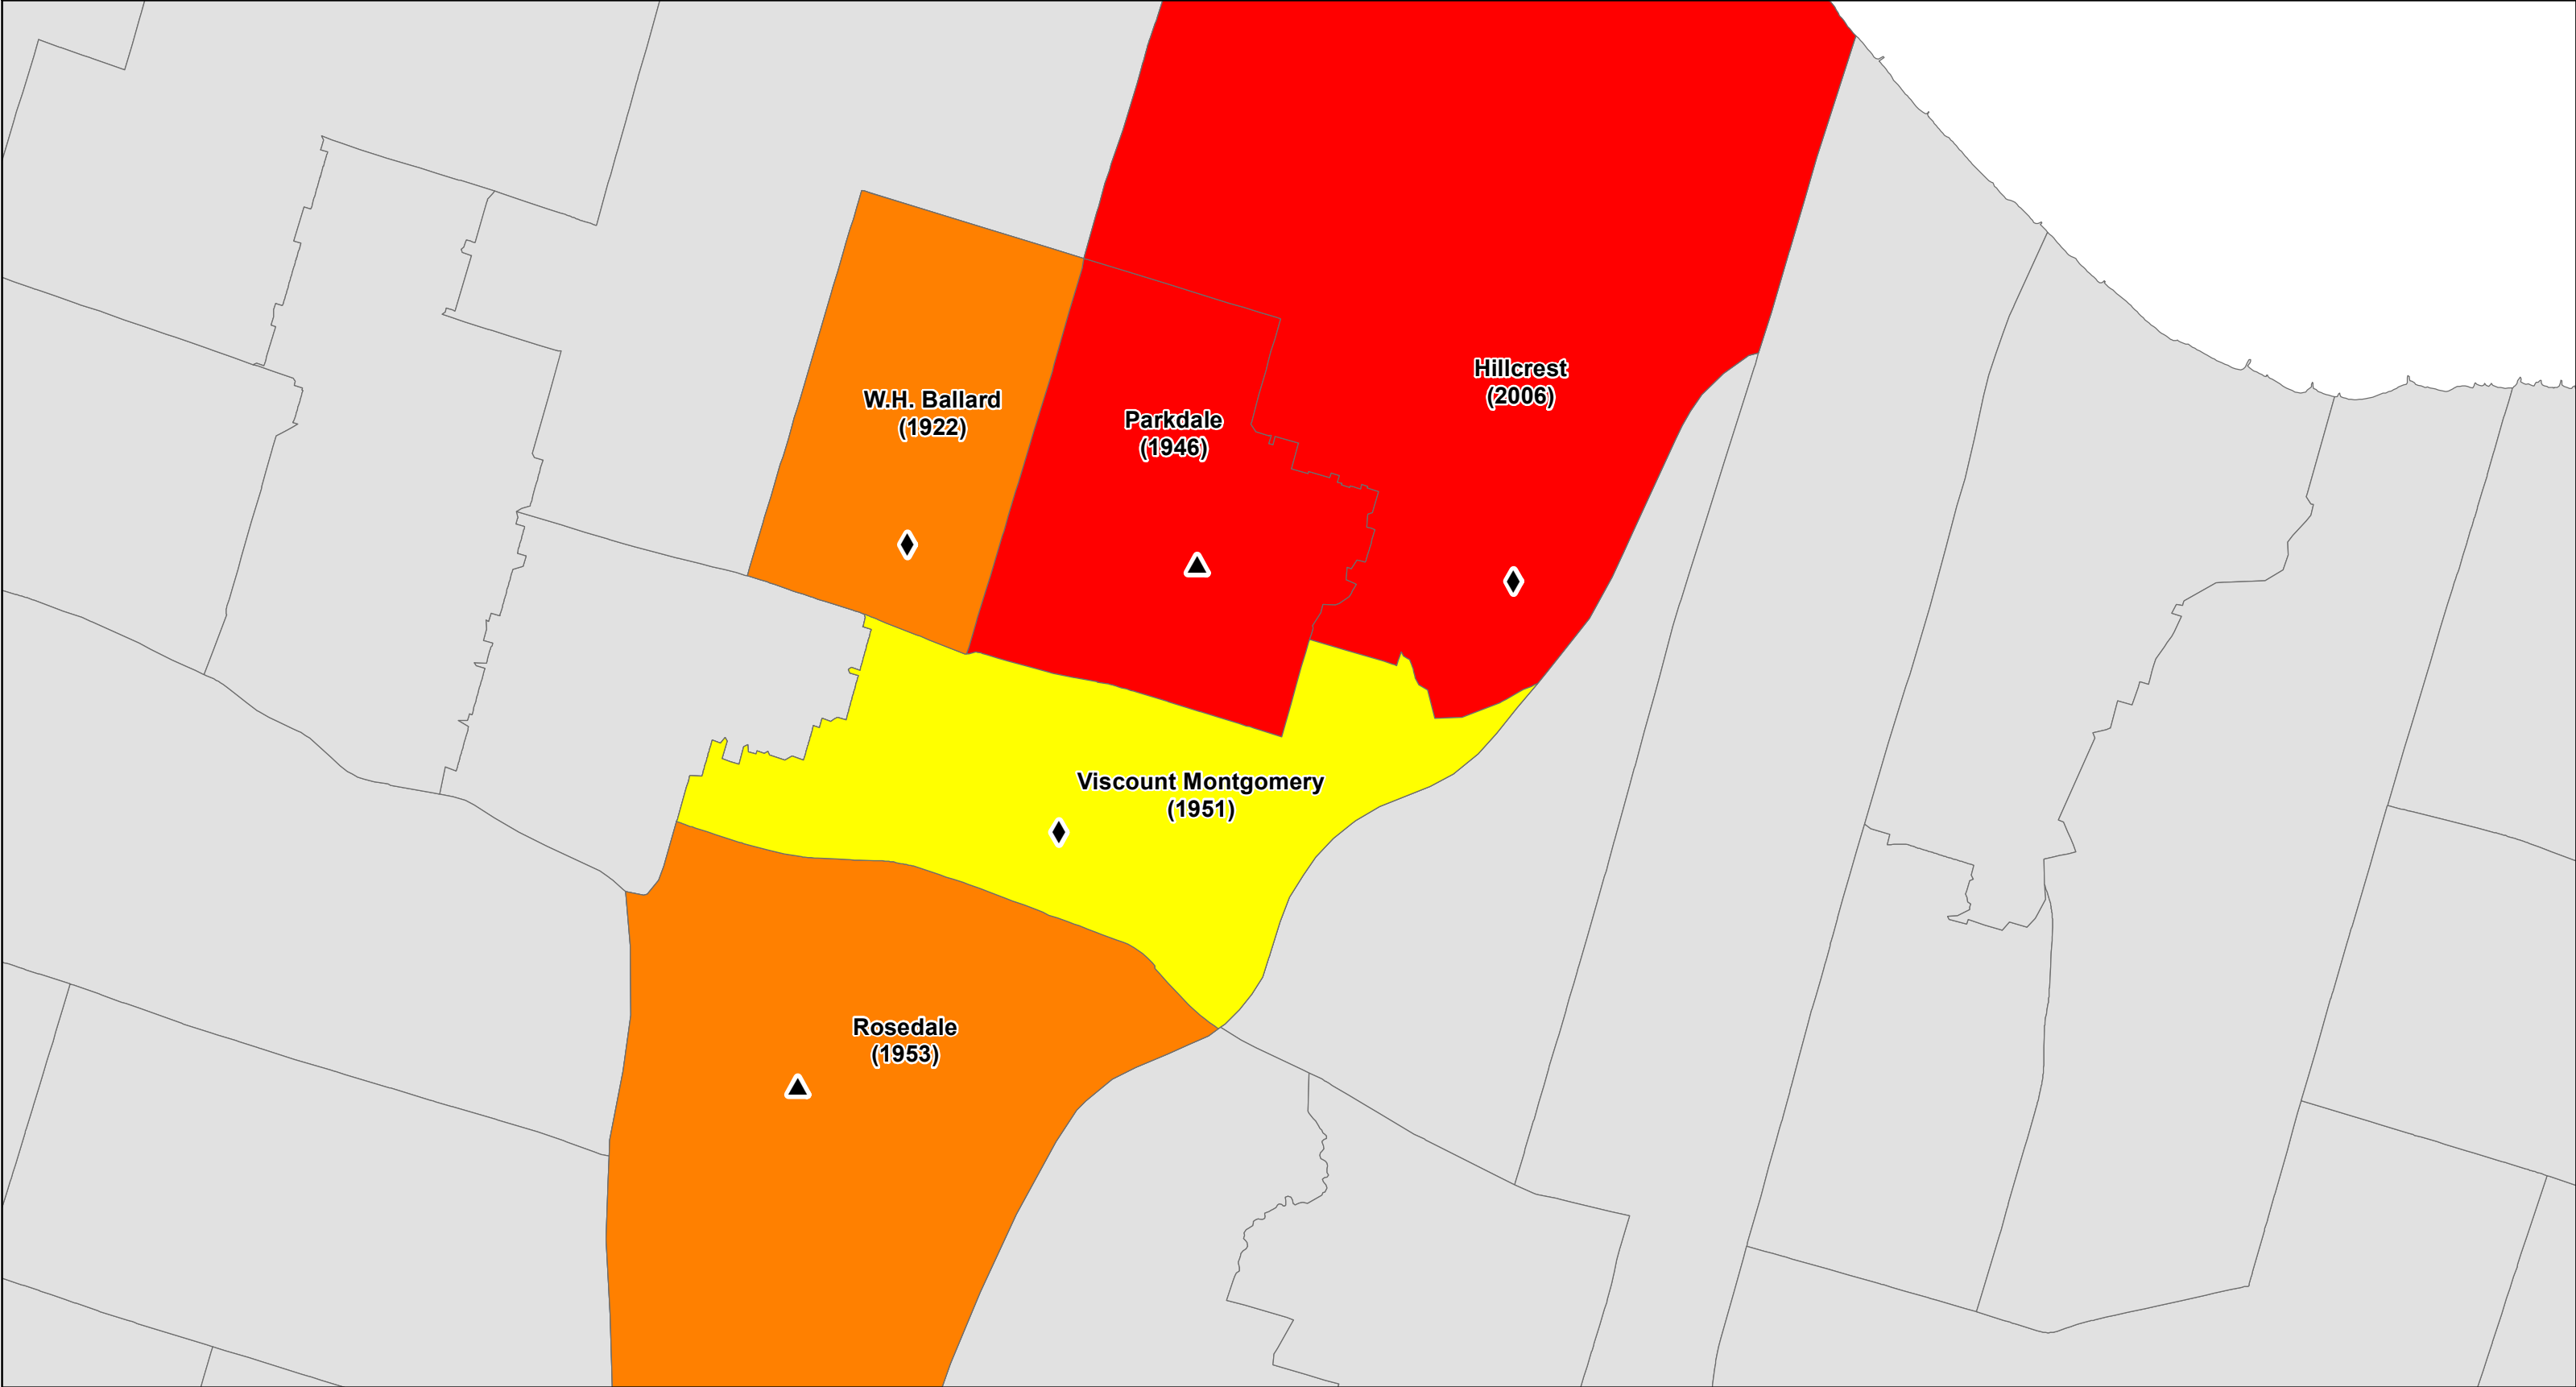 Hillcrest
(2006)
W.H. Ballard
(1922)
Parkdale
(1946)
Viscount Montgomery
(1951)
Rosedale
(1953)